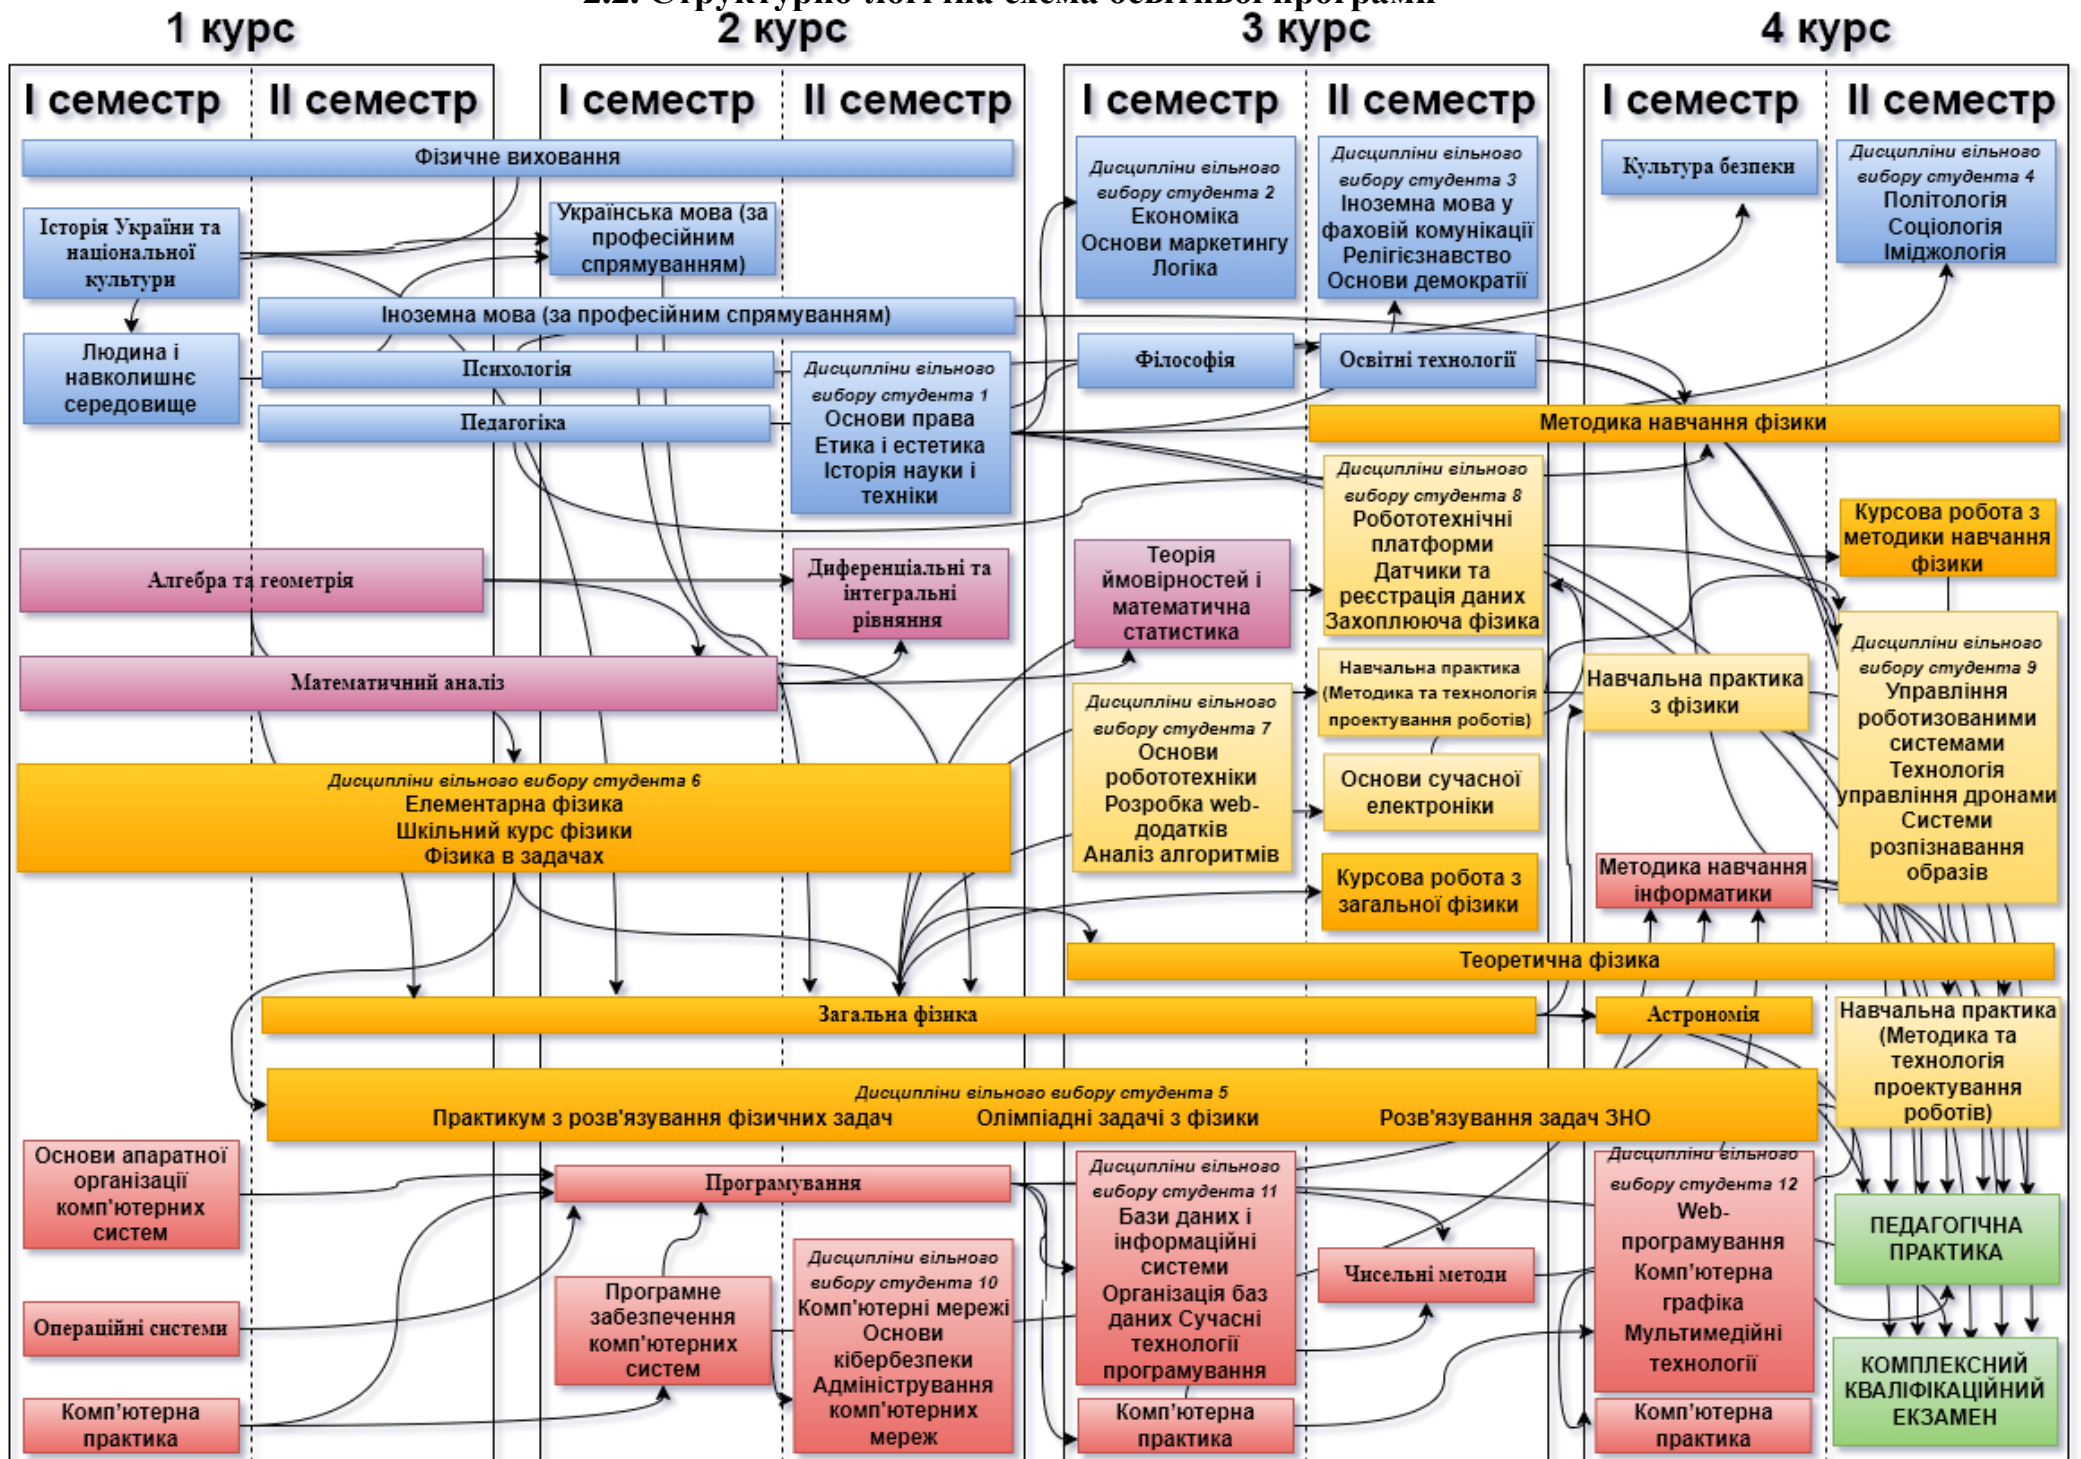 2.2. Структурно-логічна схема освітньої програми
1 курс
2 курс
3 курс
4 курс
І семестр
ІІ семестр
І семестр
ІІ семестр
І семестр
ІІ семестр
І семестр
ІІ семестр
Фізичне виховання
Історія України та
національної
культури
Людина і
навколишнє
середовище
Українська мова (за
професійним
спрямуванням)
Іноземна мова (за професійним спрямуванням)
Психологія
Педагогіка
Дисципліни вільного
вибору студента 1
Основи права
Етика і естетика
Історія науки і
техніки
Дисципліни вільного
вибору студента 2
Економіка
Основи маркетингу
Логіка
Дисципліни вільного
вибору студента 3
Іноземна мова у
фаховій комунікації
Релігієзнавство
Основи демократії
Культура безпеки
Дисципліни вільного
вибору студента 4
Політологія
Соціологія
Іміджологія
Філософія
Освітні технології
Методика навчання фізики
Дисципліни вільного
вибору студента 8
Робототехнічні
платформи
Датчики та
реєстрація даних
Захоплююча фізика
Курсова робота з
методики навчання
фізики
Алгебра та геометрія
Диференціальні та
інтегральні
рівняння
Теорія
ймовірностей і
математична
статистика
Математичний аналіз
Навчальна практика
(Методика та технологія
проектування роботів)
Навчальна практика
з фізики
Дисципліни вільного
вибору студента 9
Управління
роботизованими
системами
Технологія
управління дронами
Системи
розпізнавання
образів
Дисципліни вільного
вибору студента 7
Основи
робототехніки
Розробка web-
додатків
Аналіз алгоритмів
Основи сучасної
електроніки
Дисципліни вільного вибору студента 6
Елементарна фізика
Шкільний курс фізики
Фізика в задачах
Курсова робота з
загальної фізики
Методика навчання
інформатики
Теоретична фізика
Загальна фізика
Астрономія
Навчальна практика
(Методика та
технологія
проектування
роботів)
Дисципліни вільного вибору студента 5
Практикум з розв'язування фізичних задач Олімпіадні задачі з фізики Розв'язування задач ЗНО
Основи апаратної
організації
комп'ютерних
систем
Програмування
Дисципліни вільного
вибору студента 11
Бази даних і
інформаційні
системи
Організація баз
даних Сучасні
технології
програмування
Дисципліни вільного
вибору студента 12
Web-
програмування
Комп'ютерна
графіка
Мультимедійні
технології
ПЕДАГОГІЧНА
ПРАКТИКА
Операційні системи
Програмне
забезпечення
комп'ютерних
систем
Дисципліни вільного
вибору студента 10
Комп'ютерні мережі
Основи
кібербезпеки
Адміністрування
комп'ютерних
мереж
Чисельні методи
КОМПЛЕКСНИЙ
КВАЛІФІКАЦІЙНИЙ
ЕКЗАМЕН
Комп'ютерна
практика
Комп'ютерна
практика
Комп'ютерна
практика